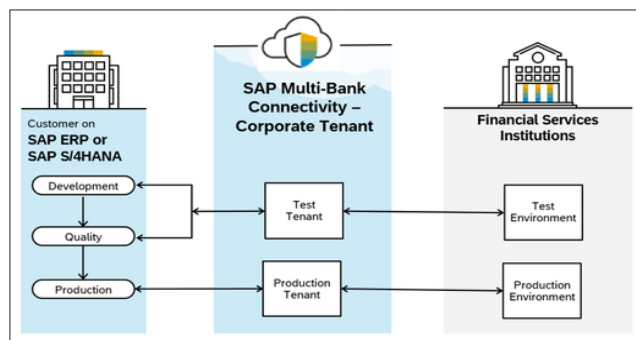 Customer on
SAP ERP or
SAP S/4HANA
Development
Quality
Production
SAP Multi-Bank
Connectivity –
Corporate Tenant
Test
Tenant
Production
Tenant
Financial Services
Institutions
Test
Environment
Production
Environment